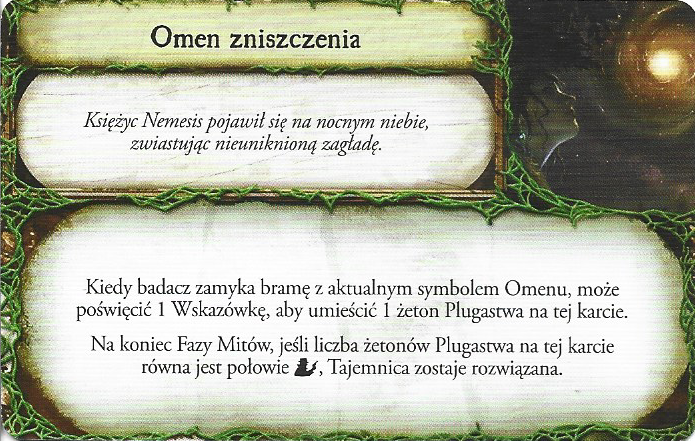 Omen zniszczenia
Księżyc Nemesis pojawił się na nocnym niebie,
zwiastując nieuniknioną zagładę.
Kiedy badacz zamyka bramę z aktualnym symbolem Omenu, może
poświęcić 1 Wskazówkę, aby umieścić 1 żeton Plugastwa na tej karcie.
Na koniec Fazy Mitów, jeśli liczba żetonów Plugastwa na tej karcie
równa jest połowie , Tajemnica zostaje rozwiązana.